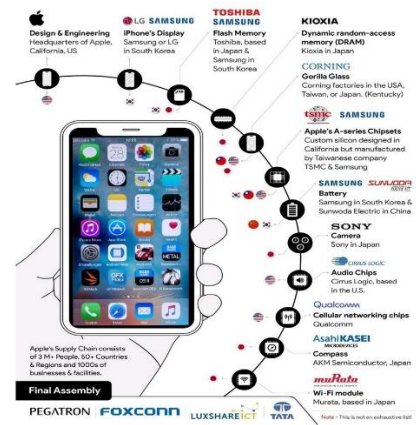 Design & Engineering
Headquarters of Apple,
California, US
LG SAMSUNG
iPhone's Display
Samsung or LG
in South Korea
TOSHIBA
SAMSUNG
Flash Memory
Toshiba, based
in Japan &
Samsung in
South Korea
KIOXIA
Dynamic random-access
memory (DRAM)
Kioxia in Japan
CORNING
Gorilla Glass
Corning factories in the USA,
Taiwan, or Japan. (Kentucky)
tsmc SAMSUNG
Apple's A-series Chipsets
Custom silicon designed in
California but manufactured
by Taiwanese company
TSMC & Samsung
SAMSUNG SUNWODA
Battery
Samsung in South Korea &
Sunwoda Electric in China
SONY
Camera
Sony in Japan
CIRRUS LOGIC
Audio Chips
Cirrus Logic, based
in the U.S.
Qualcomm
Cellular networking chips
Qualcomm
AsahiKASEI
MICRODEVICES
Compass
AKM Semiconductor, Japan
muRata
Wi-Fi module
Murata, based in Japan
Apple's Supply Chain consists
of 3 M+ People, 50+ Countries
& Regions and 1000s of
businesses & facilities.
Final Assembly
PEGATRON FOXCONN LUXSHARE ICT TATA
Note - This is not an exhaustive list